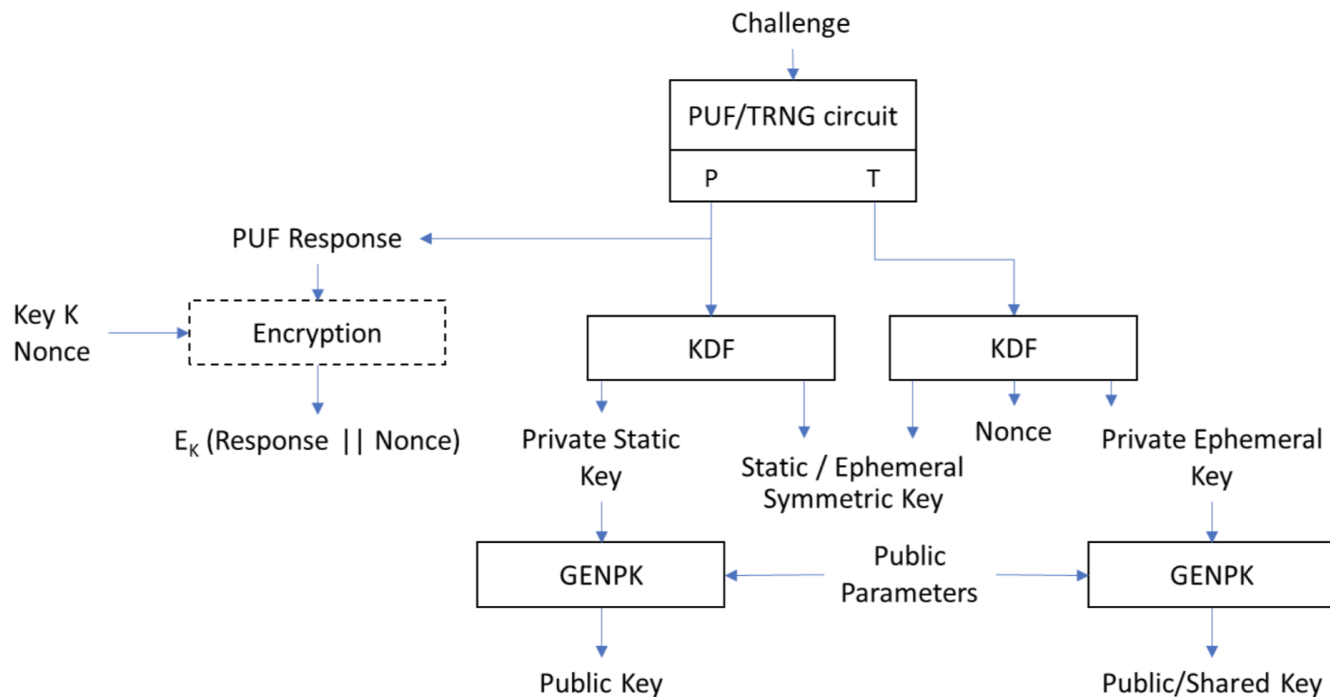 Challenge
PUF/TRNG circuit
P
T
PUF Response
Key K
Nonce
Encryption
KDF
KDF
E_K (Response || Nonce)
Private Static
Key
Static / Ephemeral
Symmetric Key
Nonce
Private Ephemeral
Key
GENPK
Public
Parameters
GENPK
Public Key
Public/Shared Key